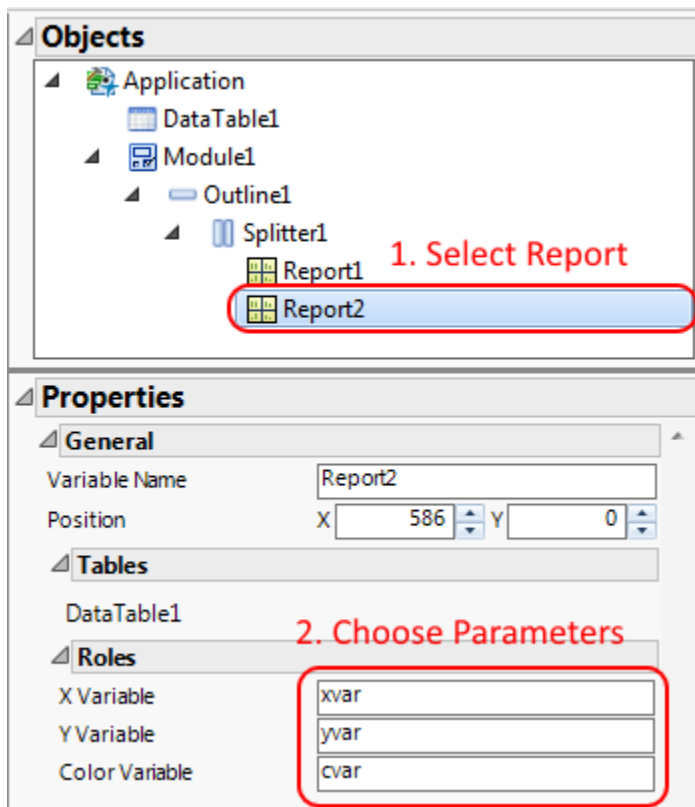 Objects
Application
DataTable1
Module1
Outline1
Splitter1
1. Select Report
Report1
Report2
Properties
General
Variable Name Report2
Position X 586 Y 0
Tables
DataTable1
2. Choose Parameters
Roles
X Variable xvar
Y Variable yvar
Color Variable cvar